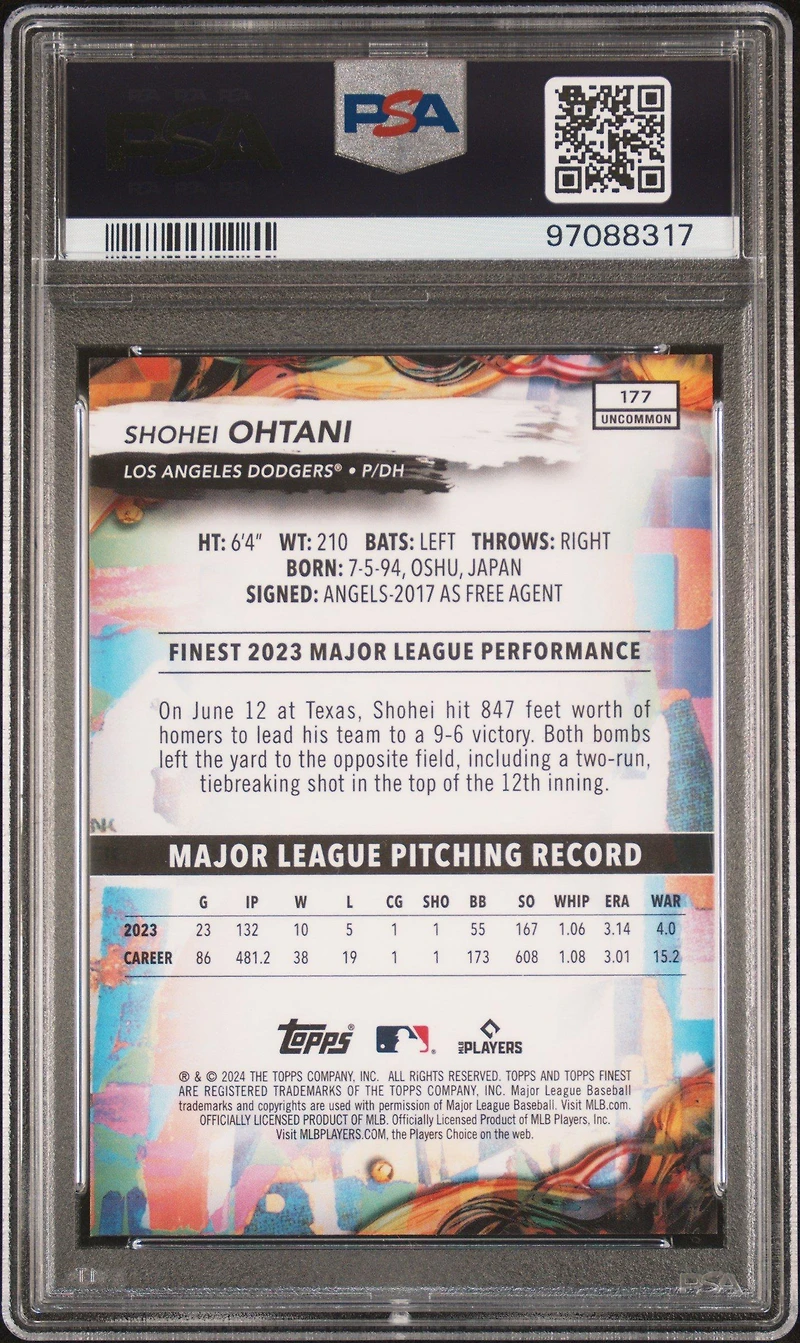 PSA PSA PSA
PSA
PSA PSA PSA
PSA
97088317
177
UNCOMMON
SHOHEI OHTANI
LOS ANGELES DODGERS® • P/DH
HT: 6'4" WT: 210 BATS: LEFT THROWS: RIGHT
BORN: 7-5-94, OSHU, JAPAN
SIGNED: ANGELS-2017 AS FREE AGENT
FINEST 2023 MAJOR LEAGUE PERFORMANCE
On June 12 at Texas, Shohei hit 847 feet worth of
homers to lead his team to a 9-6 victory. Both bombs
left the yard to the opposite field, including a two-run,
tiebreaking shot in the top of the 12th inning.
MAJOR LEAGUE PITCHING RECORD
G IP W L CG SHO BB SO WHIP ERA WAR
2023 23 132 10 5 1 1 55 167 1.06 3.14 4.0
CAREER 86 481.2 38 19 1 1 173 608 1.08 3.01 15.2
Topps® ® MLB PLAYERS
® & © 2024 THE TOPPS COMPANY, INC. ALL RIGHTS RESERVED. TOPPS AND TOPPS FINEST
ARE REGISTERED TRADEMARKS OF THE TOPPS COMPANY, INC. Major League Baseball
trademarks and copyrights are used with permission of Major League Baseball. Visit MLB.com.
OFFICIALLY LICENSED PRODUCT OF MLB. Officially Licensed Product of MLB Players, Inc.
Visit MLBPLAYERS.COM, the Players Choice on the web.
PSA